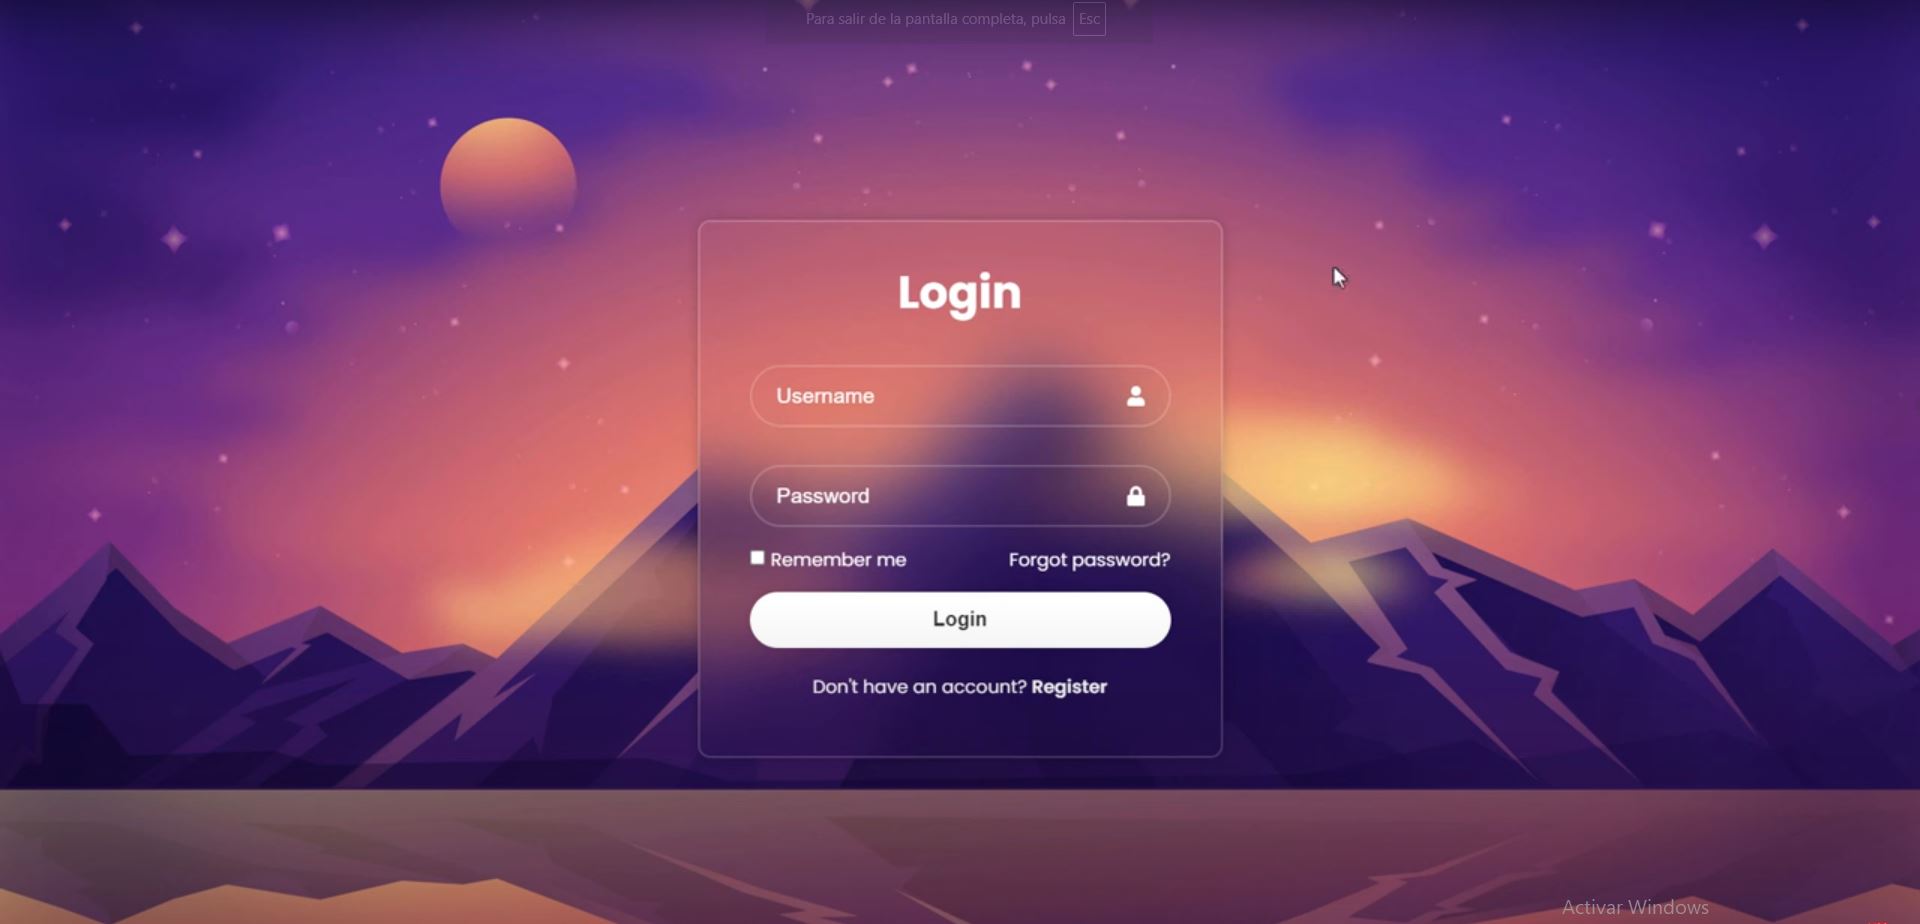 Para salir de la pantalla completa, pulsa Esc
Login
Username
Password
Remember me Forgot password?
Login
Don't have an account? Register
Activar Windows